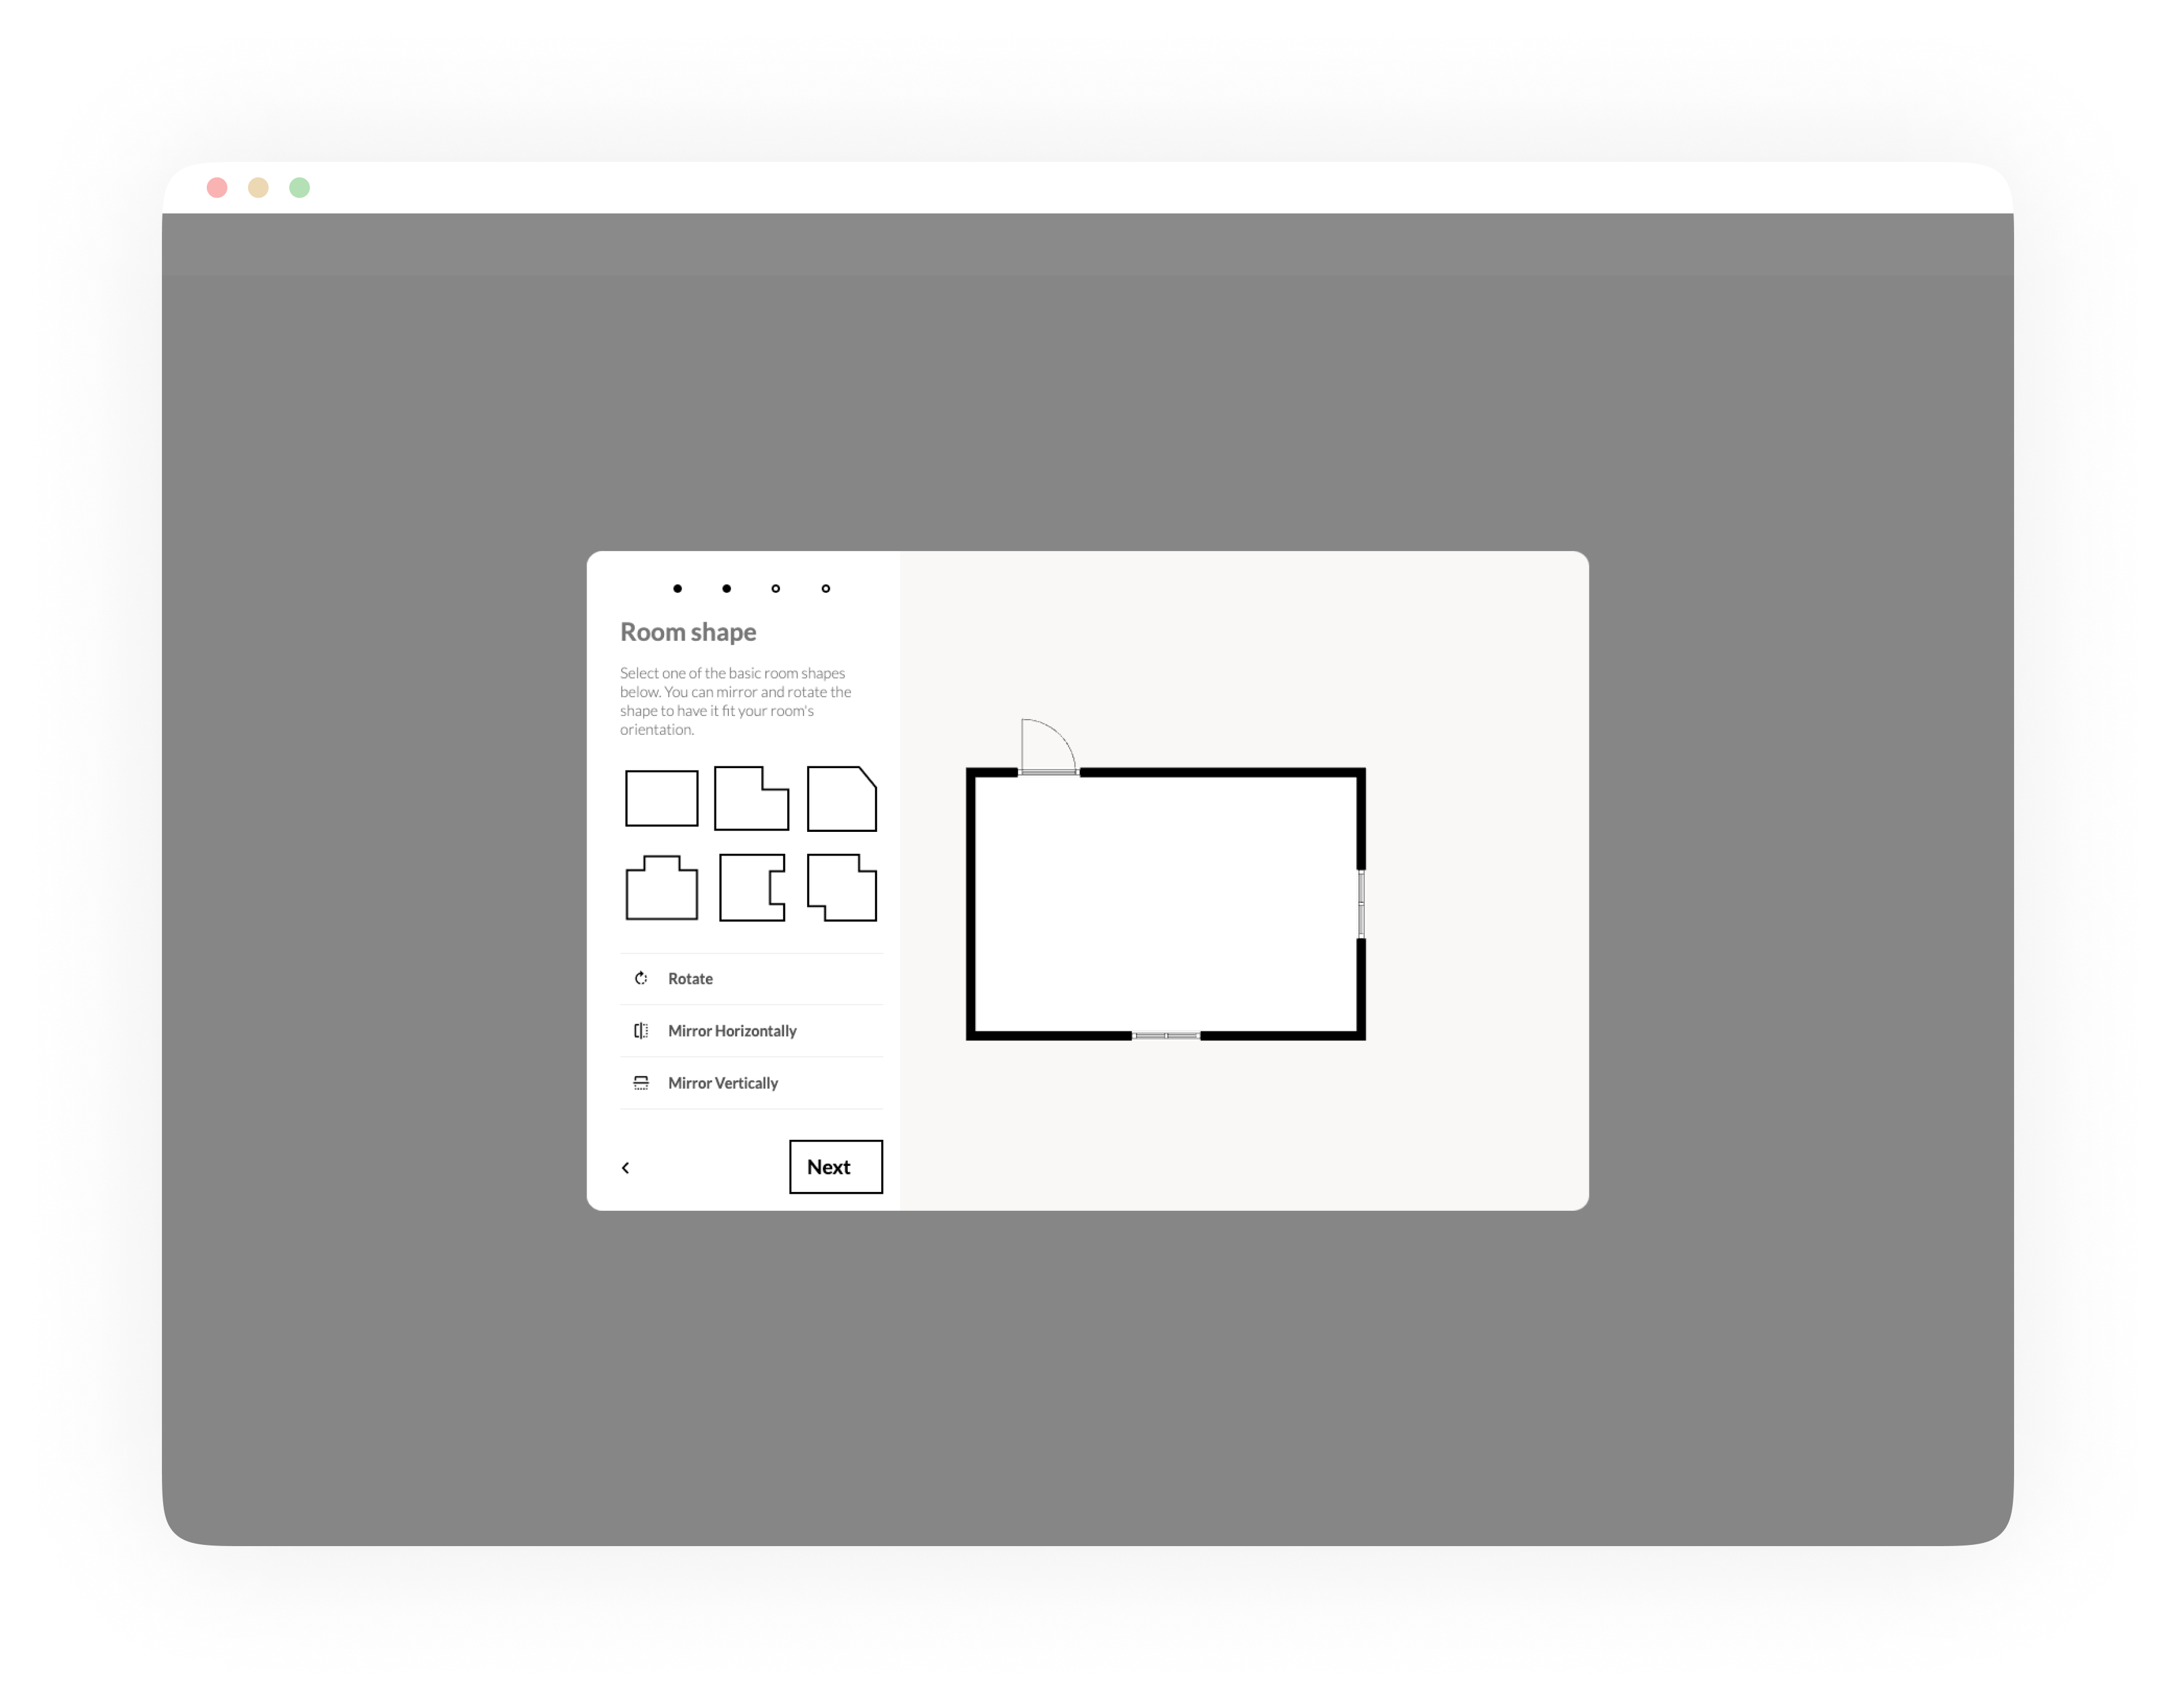 Room shape
Select one of the basic room shapes
below. You can mirror and rotate the
shape to have it fit your room's
orientation.
Rotate
Mirror Horizontally
Mirror Vertically
Next